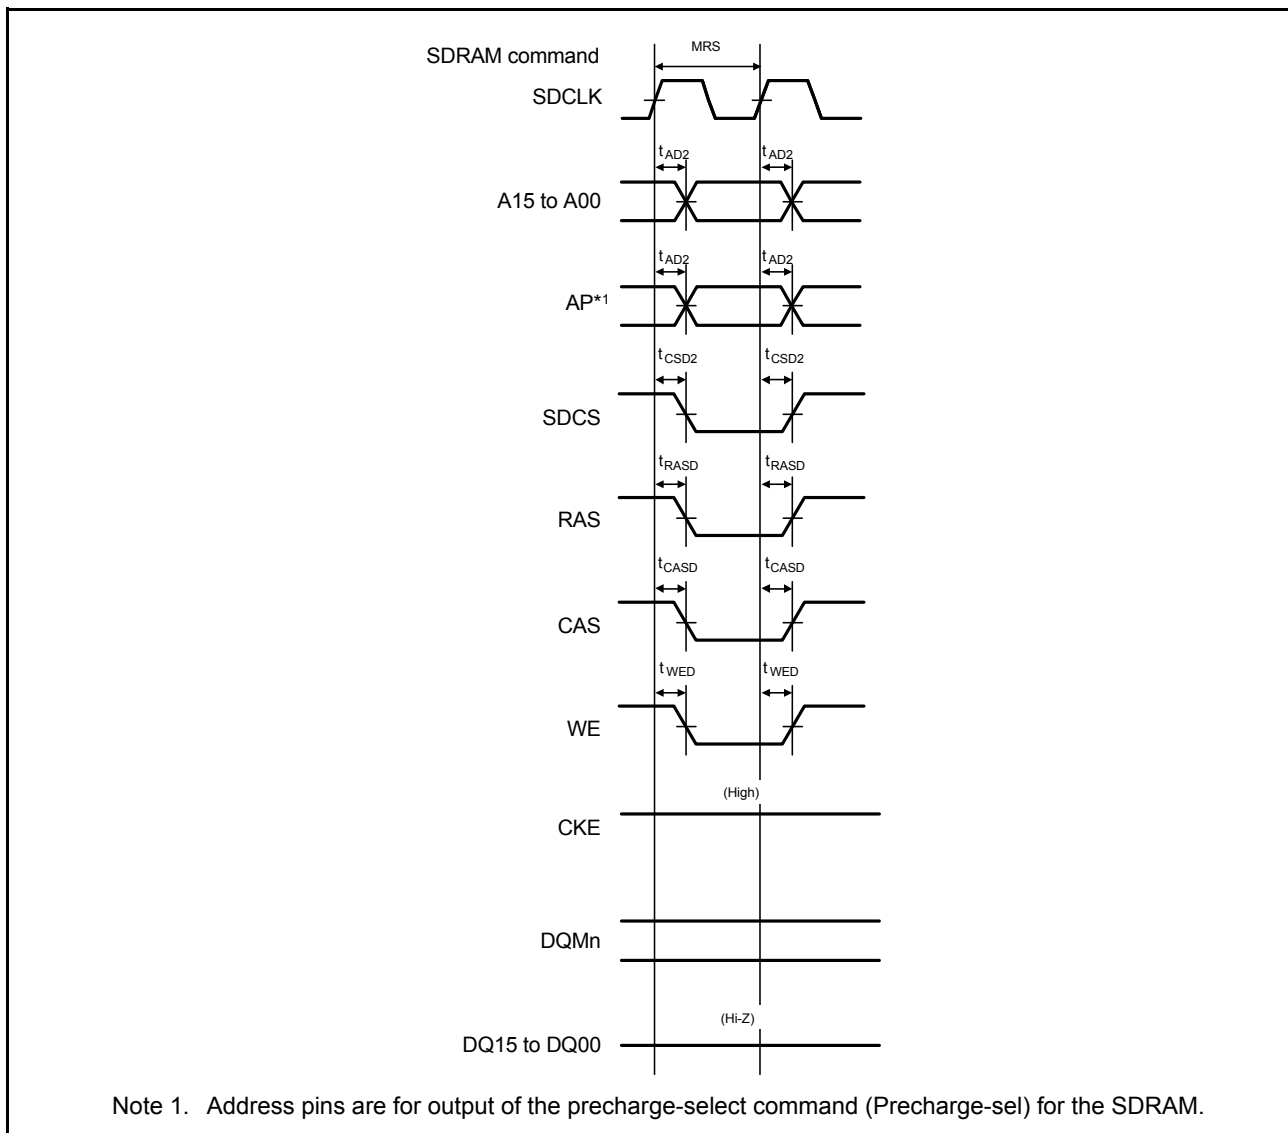 MRS
SDRAM command
SDCLK
tAD2 tAD2
A15 to A00
tAD2 tAD2
AP*1
tCSD2 tCSD2
SDCS
tRASD tRASD
RAS
tCASD tCASD
CAS
tWED tWED
WE
(High)
CKE
DQMn
(Hi-Z)
DQ15 to DQ00
Note 1. Address pins are for output of the precharge-select command (Precharge-sel) for the SDRAM.